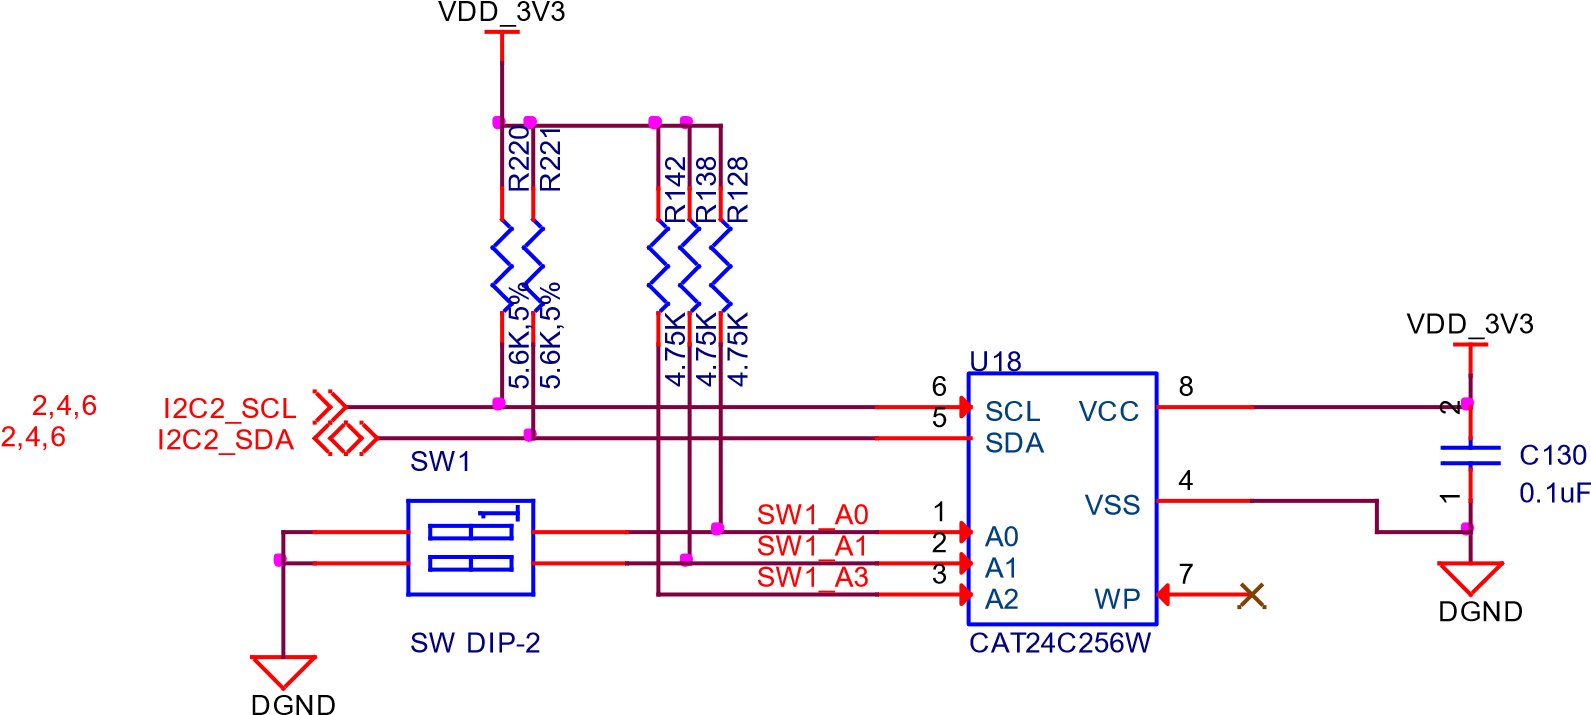 VDD_3V3
R220
R221
R142
R138
R128
5.6K,5%
5.6K,5%
4.75K
4.75K
4.75K
VDD_3V3
U18
2,4,6
I2C2_SCL
6
SCL
VCC
8
2
2,4,6
I2C2_SDA
5
SDA
SW1
C130
0.1uF
1
VSS
4
1
SW1_A0
1
A0
SW1_A1
2
A1
SW1_A3
3
A2
WP
7
DGND
SW DIP-2
CAT24C256W
DGND